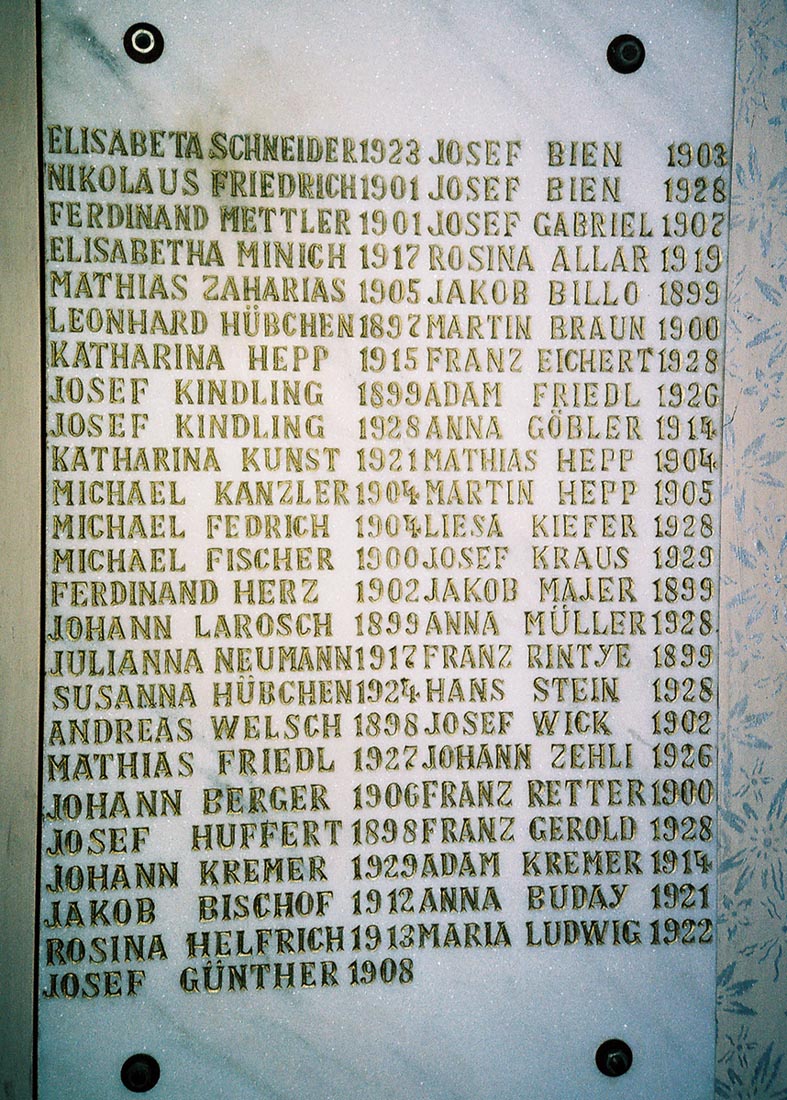 ELISABETA SCHNEIDER 1923 JOSEF BIEN 1903
NIKOLAUS FRIEDRICH 1901 JOSEF BIEN 1928
FERDINAND METTLER 1901 JOSEF GABRIEL 1907
ELISABETHA MINICH 1917 ROSINA ALLAR 1919
MATHIAS ZAHARIAS 1905 JAKOB BILLO 1899
LEONHARD HÜBCHEN 1897 MARTIN BRAUN 1900
KATHARINA HEPP 1915 FRANZ EICHERT 1928
JOSEF KINDLING 1899 ADAM FRIEDL 1926
JOSEF KINDLING 1928 ANNA GÖBLER 1914
KATHARINA KUNST 1921 MATHIAS HEPP 1904
MICHAEL KANZLER 1904 MARTIN HEPP 1905
MICHAEL FEDRICH 1904 LIESA KIEFER 1928
MICHAEL FISCHER 1900 JOSEF KRAUS 1929
FERDINAND HERZ 1902 JAKOB MAJER 1899
JOHANN LAROSCH 1899 ANNA MÜLLER 1928
JULIANNA NEUMANN 1917 FRANZ RINTYE 1899
SUSANNA HÜBCHEN 1924 HANS STEIN 1928
ANDREAS WELSCH 1898 JOSEF WICK 1902
MATHIAS FRIEDL 1927 JOHANN ZEHLI 1926
JOHANN BERGER 1906 FRANZ RETTER 1900
JOSEF HUFFERT 1898 FRANZ GEROLD 1928
JOHANN KREMER 1929 ADAM KREMER 1914
JAKOB BISCHOF 1912 ANNA BUDAY 1921
ROSINA HELFRICH 1913 MARIA LUDWIG 1922
JOSEF GÜNTHER 1908